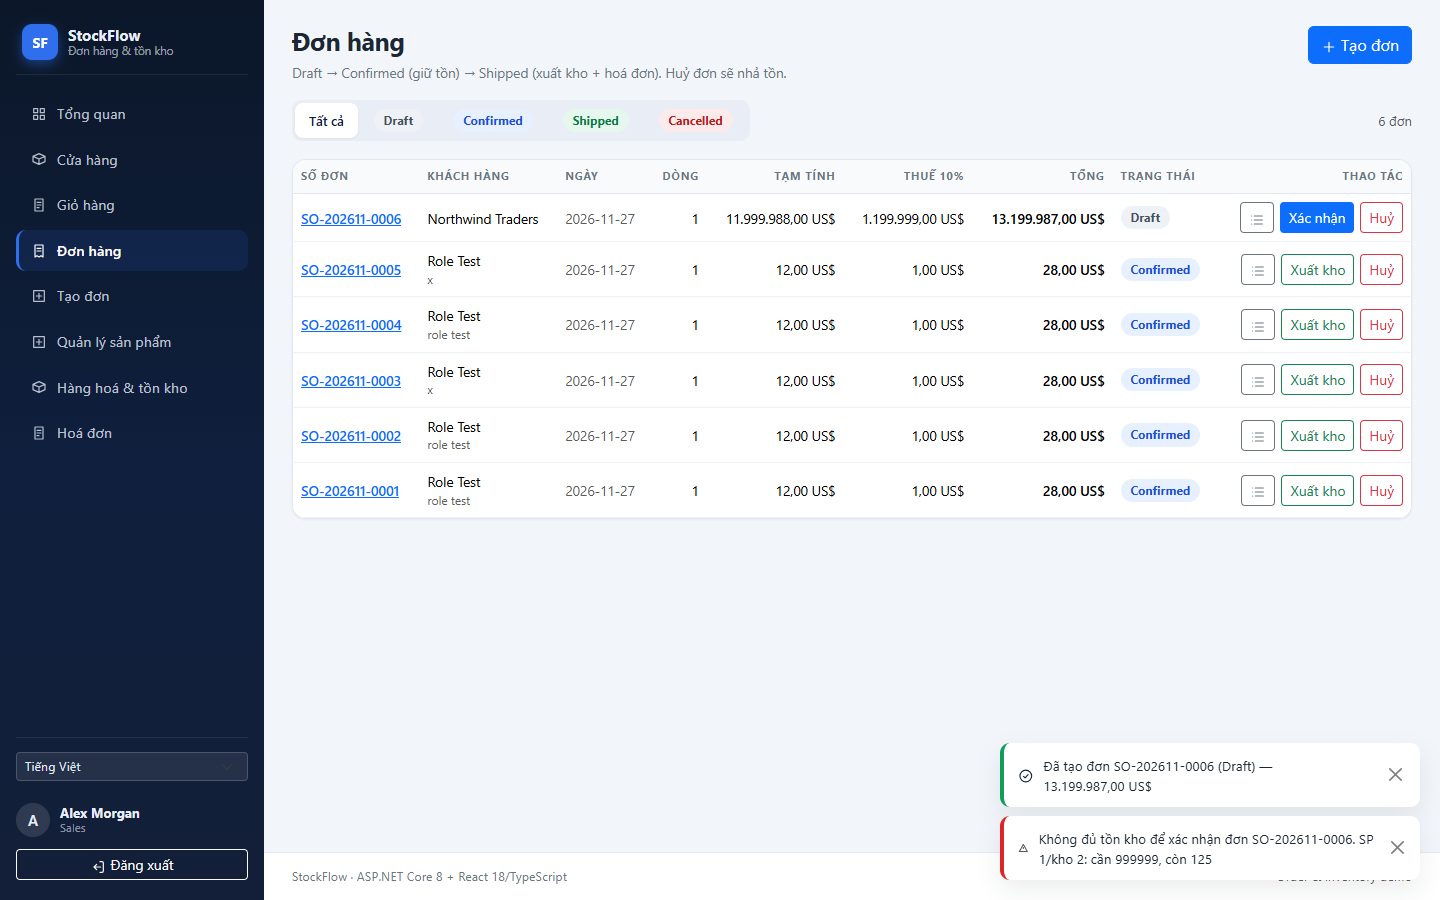 SF
StockFlow
Đơn hàng & tồn kho
Tổng quan
Cửa hàng
Giỏ hàng
Đơn hàng
Tạo đơn
Quản lý sản phẩm
Hàng hoá & tồn kho
Hoá đơn
Tiếng Việt
A
Alex Morgan
Sales
Đăng xuất
Đơn hàng
Draft → Confirmed (giữ tồn) → Shipped (xuất kho + hoá đơn). Huỷ đơn sẽ nhả tồn.
+ Tạo đơn
Tất cả Draft Confirmed Shipped Cancelled
6 đơn
SỐ ĐƠN KHÁCH HÀNG NGÀY DÒNG TẠM TÍNH THUẾ 10% TỔNG TRẠNG THÁI THAO TÁC
SO-202611-0006 Northwind Traders 2026-11-27 1 11.999.988,00 US$ 1.199.999,00 US$ 13.199.987,00 US$ Draft Xác nhận Huỷ
SO-202611-0005 Role Test 2026-11-27 1 12,00 US$ 1,00 US$ 28,00 US$ Confirmed Xuất kho Huỷ
x
SO-202611-0004 Role Test 2026-11-27 1 12,00 US$ 1,00 US$ 28,00 US$ Confirmed Xuất kho Huỷ
role test
SO-202611-0003 Role Test 2026-11-27 1 12,00 US$ 1,00 US$ 28,00 US$ Confirmed Xuất kho Huỷ
x
SO-202611-0002 Role Test 2026-11-27 1 12,00 US$ 1,00 US$ 28,00 US$ Confirmed Xuất kho Huỷ
role test
SO-202611-0001 Role Test 2026-11-27 1 12,00 US$ 1,00 US$ 28,00 US$ Confirmed Xuất kho Huỷ
role test
Đã tạo đơn SO-202611-0006 (Draft) —
13.199.987,00 US$
Không đủ tồn kho để xác nhận đơn SO-202611-0006. SP
1/kho 2: cần 999999, còn 125
StockFlow · ASP.NET Core 8 + React 18/TypeScript